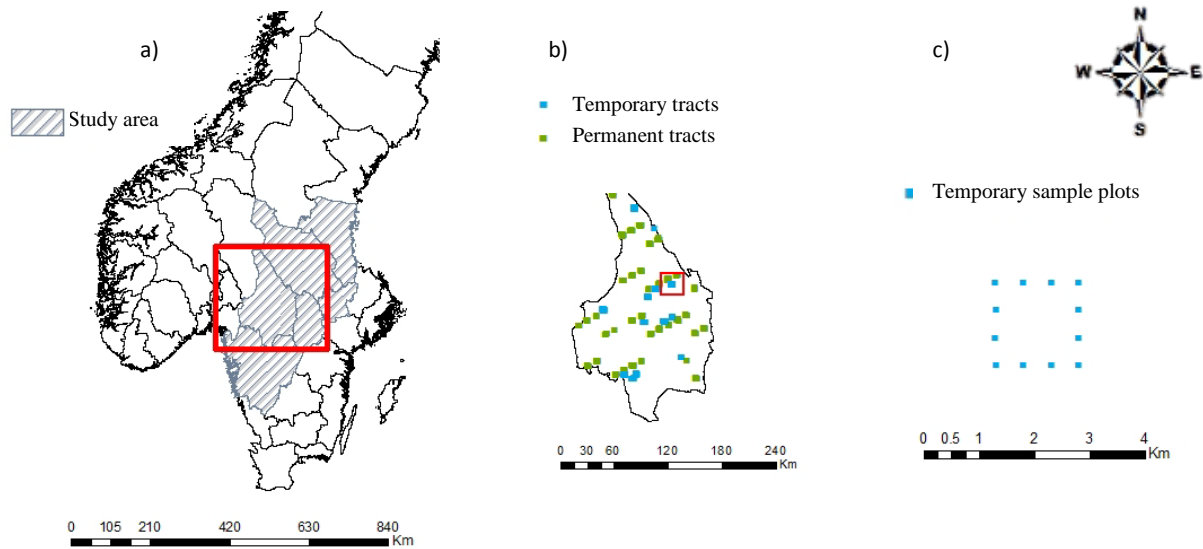 a)
Study area
0 105 210 420 630 840
Km
b)
Temporary tracts
Permanent tracts
0 30 60 120 180 240
Km
c)
N
W E
S
Temporary sample plots
0 0.5 1 2 3 4
Km